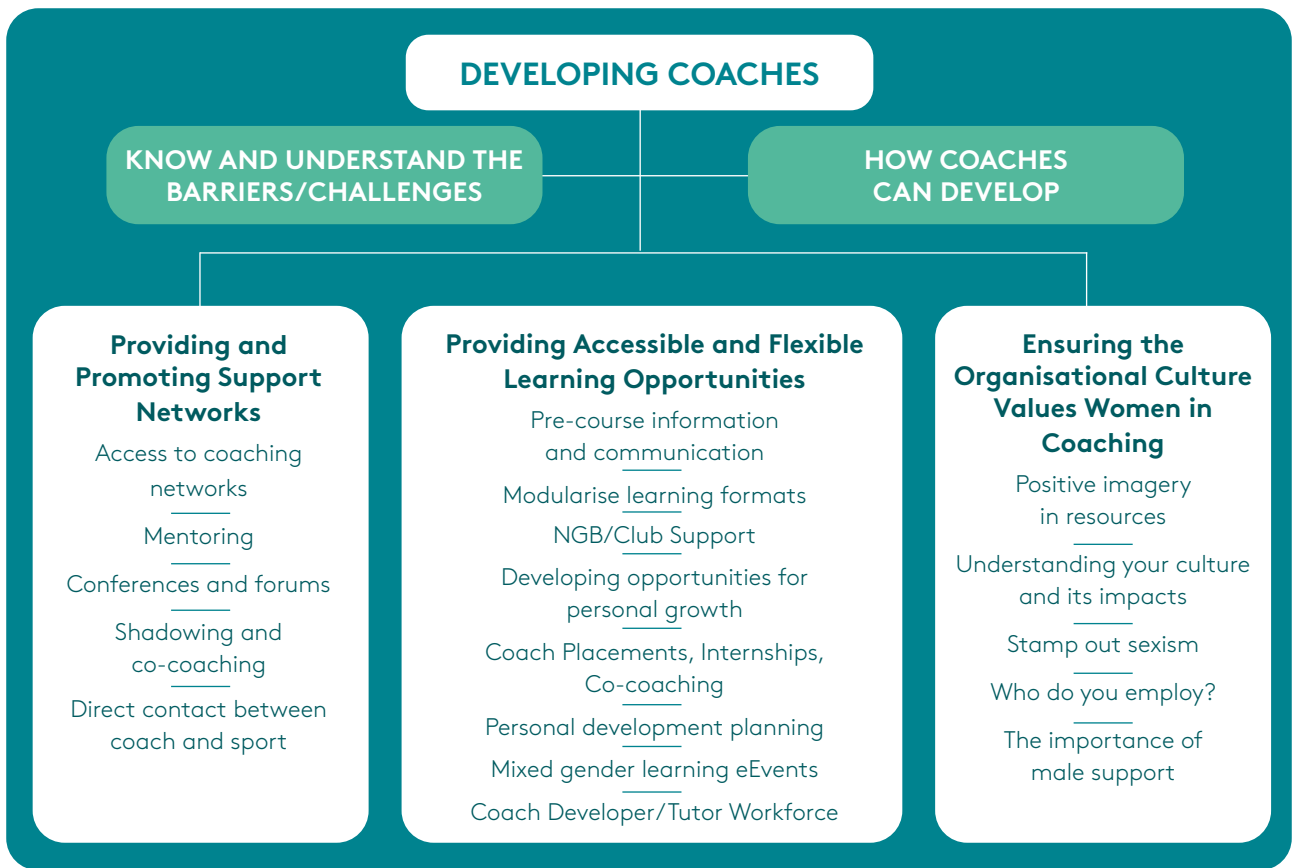 DEVELOPING COACHES
KNOW AND UNDERSTAND THE
BARRIERS/CHALLENGES
HOW COACHES
CAN DEVELOP
Providing and
Promoting Support
Networks
Access to coaching
networks
Mentoring
Conferences and forums
Shadowing and
co-coaching
Direct contact between
coach and sport
Providing Accessible and Flexible
Learning Opportunities
Pre-course information
and communication
Modularise learning formats
NGB/Club Support
Developing opportunities for
personal growth
Coach Placements, Internships,
Co-coaching
Personal development planning
Mixed gender learning eEvents
Coach Developer/Tutor Workforce
Ensuring the
Organisational Culture
Values Women in
Coaching
Positive imagery
in resources
Understanding your culture
and its impacts
Stamp out sexism
Who do you employ?
The importance of
male support